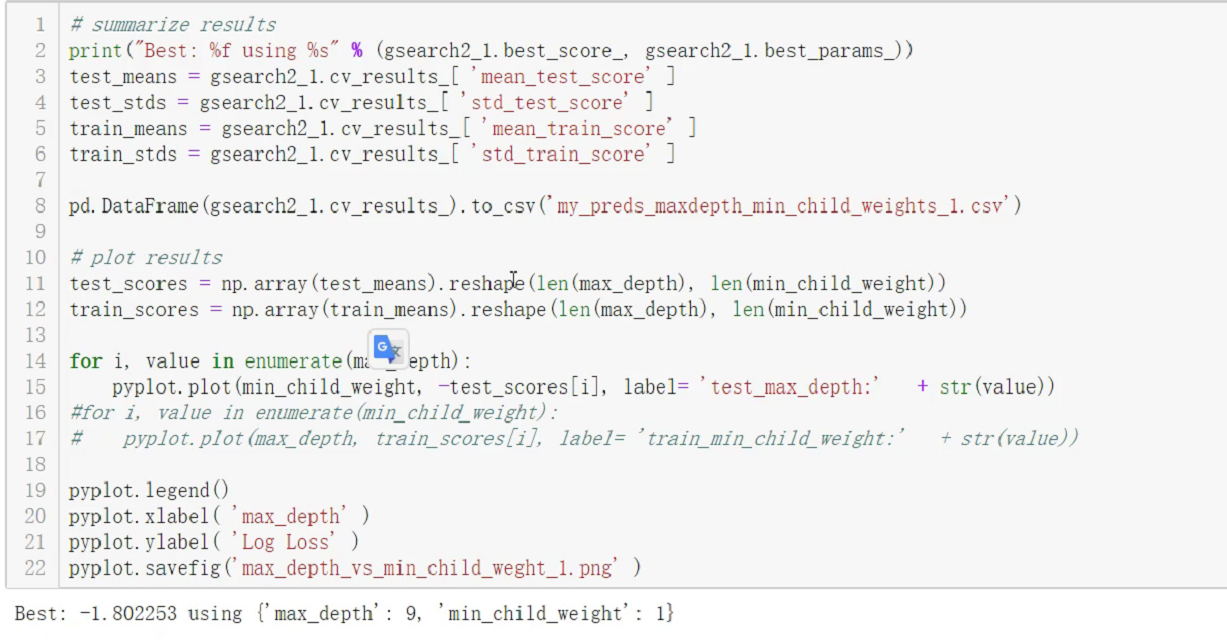 1 # summarize results
2 print("Best: %f using %s" % (gsearch2_1.best_score_, gsearch2_1.best_params_))
3 test_means = gsearch2_1.cv_results_[ 'mean_test_score' ]
4 test_stds = gsearch2_1.cv_results_[ 'std_test_score' ]
5 train_means = gsearch2_1.cv_results_[ 'mean_train_score' ]
6 train_stds = gsearch2_1.cv_results_[ 'std_train_score' ]
7
8 pd.DataFrame(gsearch2_1.cv_results_).to_csv('my_preds_maxdepth_min_child_weights_1.csv')
9
10 # plot results
11 test_scores = np.array(test_means).reshape(len(max_depth), len(min_child_weight))
12 train_scores = np.array(train_means).reshape(len(max_depth), len(min_child_weight))
13
14 for i, value in enumerate(ma epth):
15     pyplot.plot(min_child_weight, -test_scores[i], label= 'test_max_depth:'   + str(value))
16 #for i, value in enumerate(min_child_weight):
17 #    pyplot.plot(max_depth, train_scores[i], label= 'train_min_child_weight:'   + str(value))
18
19 pyplot.legend()
20 pyplot.xlabel( 'max_depth' )
21 pyplot.ylabel( 'Log Loss' )
22 pyplot.savefig('max_depth_vs_min_child_weght_1.png' )
Best: -1.802253 using {'max_depth': 9, 'min_child_weight': 1}